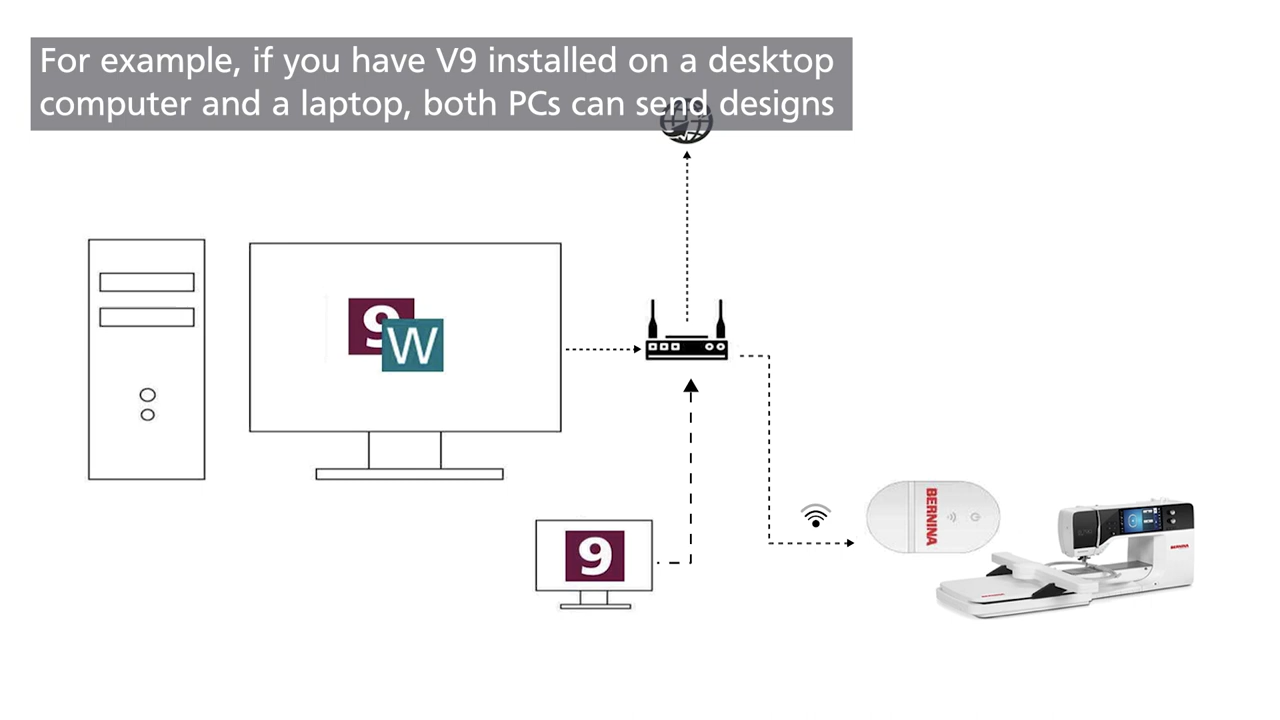 For example, if you have V9 installed on a desktop
computer and a laptop, both PCs can send designs
9
W
9
BERNINA
BERNINA